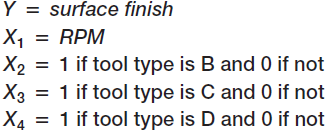 Y = surface finish
X₁ = RPM
X₂ = 1 if tool type is B and 0 if not
X₃ = 1 if tool type is C and 0 if not
X₄ = 1 if tool type is D and 0 if not